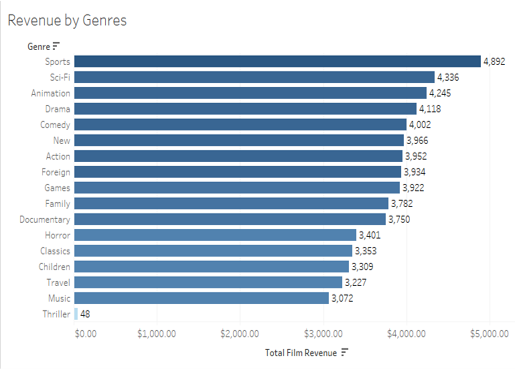 Revenue by Genres
Genre
Sports 4,892
Sci-Fi 4,336
Animation 4,245
Drama 4,118
Comedy 4,002
New 3,966
Action 3,952
Foreign 3,934
Games 3,922
Family 3,782
Documentary 3,750
Horror 3,401
Classics 3,353
Children 3,309
Travel 3,227
Music 3,072
Thriller 48
$0.00 $1,000.00 $2,000.00 $3,000.00 $4,000.00 $5,000.00
Total Film Revenue